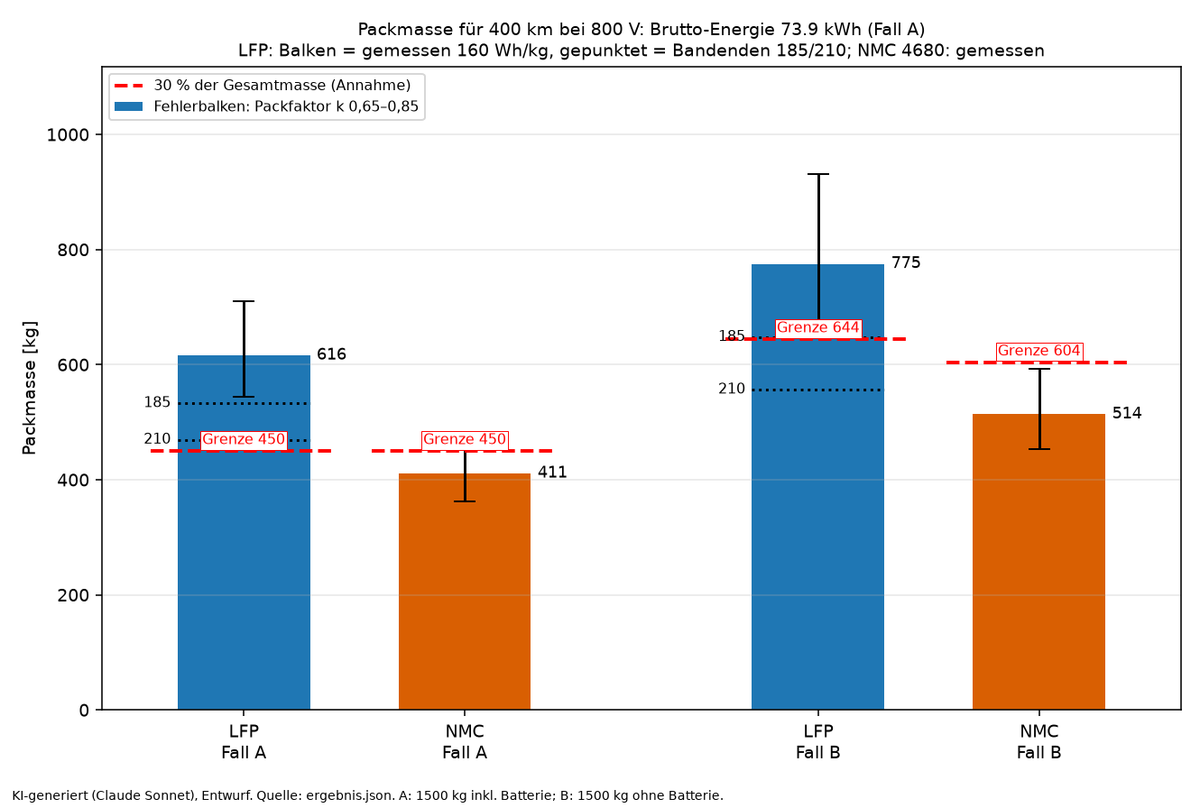 Packmasse für 400 km bei 800 V: Brutto-Energie 73.9 kWh (Fall A)
LFP: Balken = gemessen 160 Wh/kg, gepunktet = Bandenden 185/210; NMC 4680: gemessen
30 % der Gesamtmasse (Annahme)
Fehlerbalken: Packfaktor k 0,65–0,85
Packmasse [kg]
1000
800
600
400
200
0
616
185
210
Grenze 450
Grenze 450
411
775
185
Grenze 644
210
Grenze 604
514
LFP
Fall A
NMC
Fall A
LFP
Fall B
NMC
Fall B
KI-generiert (Claude Sonnet), Entwurf. Quelle: ergebnis.json. A: 1500 kg inkl. Batterie; B: 1500 kg ohne Batterie.